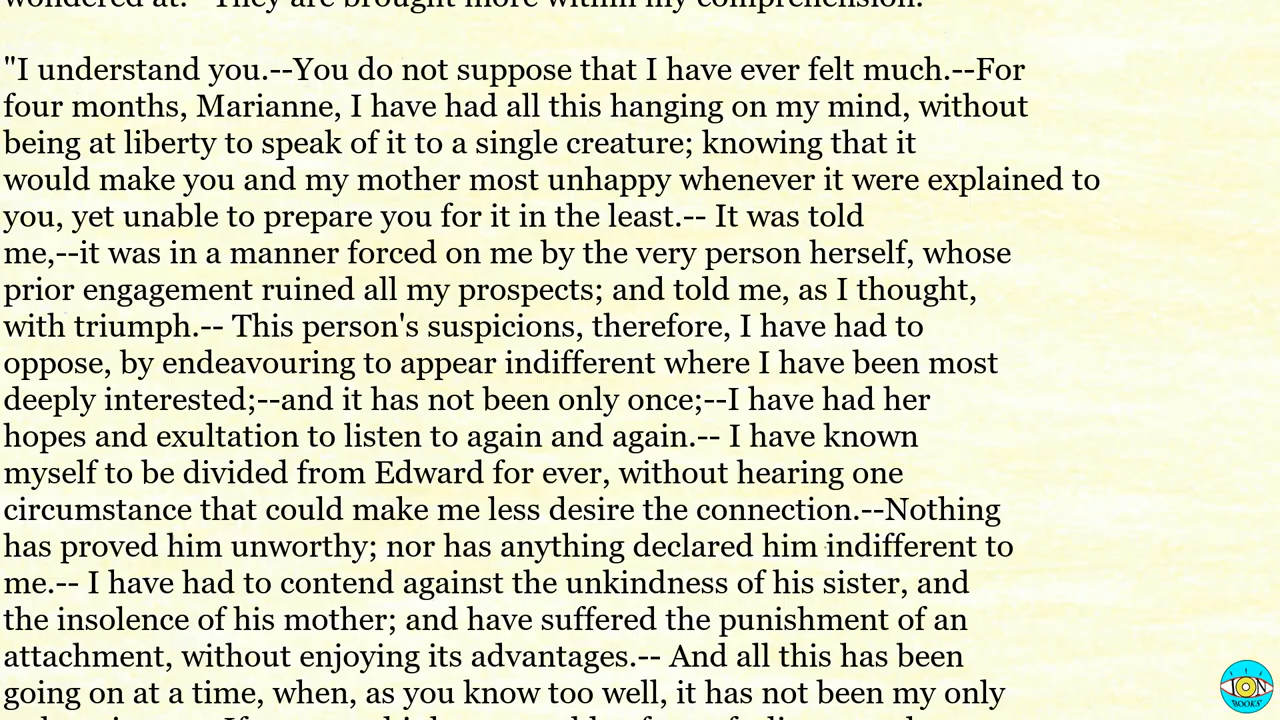 wondered at.--They are brought more within my comprehension."
"I understand you.--You do not suppose that I have ever felt much.--For
four months, Marianne, I have had all this hanging on my mind, without
being at liberty to speak of it to a single creature; knowing that it
would make you and my mother most unhappy whenever it were explained to
you, yet unable to prepare you for it in the least.-- It was told
me,--it was in a manner forced on me by the very person herself, whose
prior engagement ruined all my prospects; and told me, as I thought,
with triumph.-- This person's suspicions, therefore, I have had to
oppose, by endeavouring to appear indifferent where I have been most
deeply interested;--and it has not been only once;--I have had her
hopes and exultation to listen to again and again.-- I have known
myself to be divided from Edward for ever, without hearing one
circumstance that could make me less desire the connection.--Nothing
has proved him unworthy; nor has anything declared him indifferent to
me.-- I have had to contend against the unkindness of his sister, and
the insolence of his mother; and have suffered the punishment of an
attachment, without enjoying its advantages.-- And all this has been
going on at a time, when, as you know too well, it has not been my only
ION
BOOKS